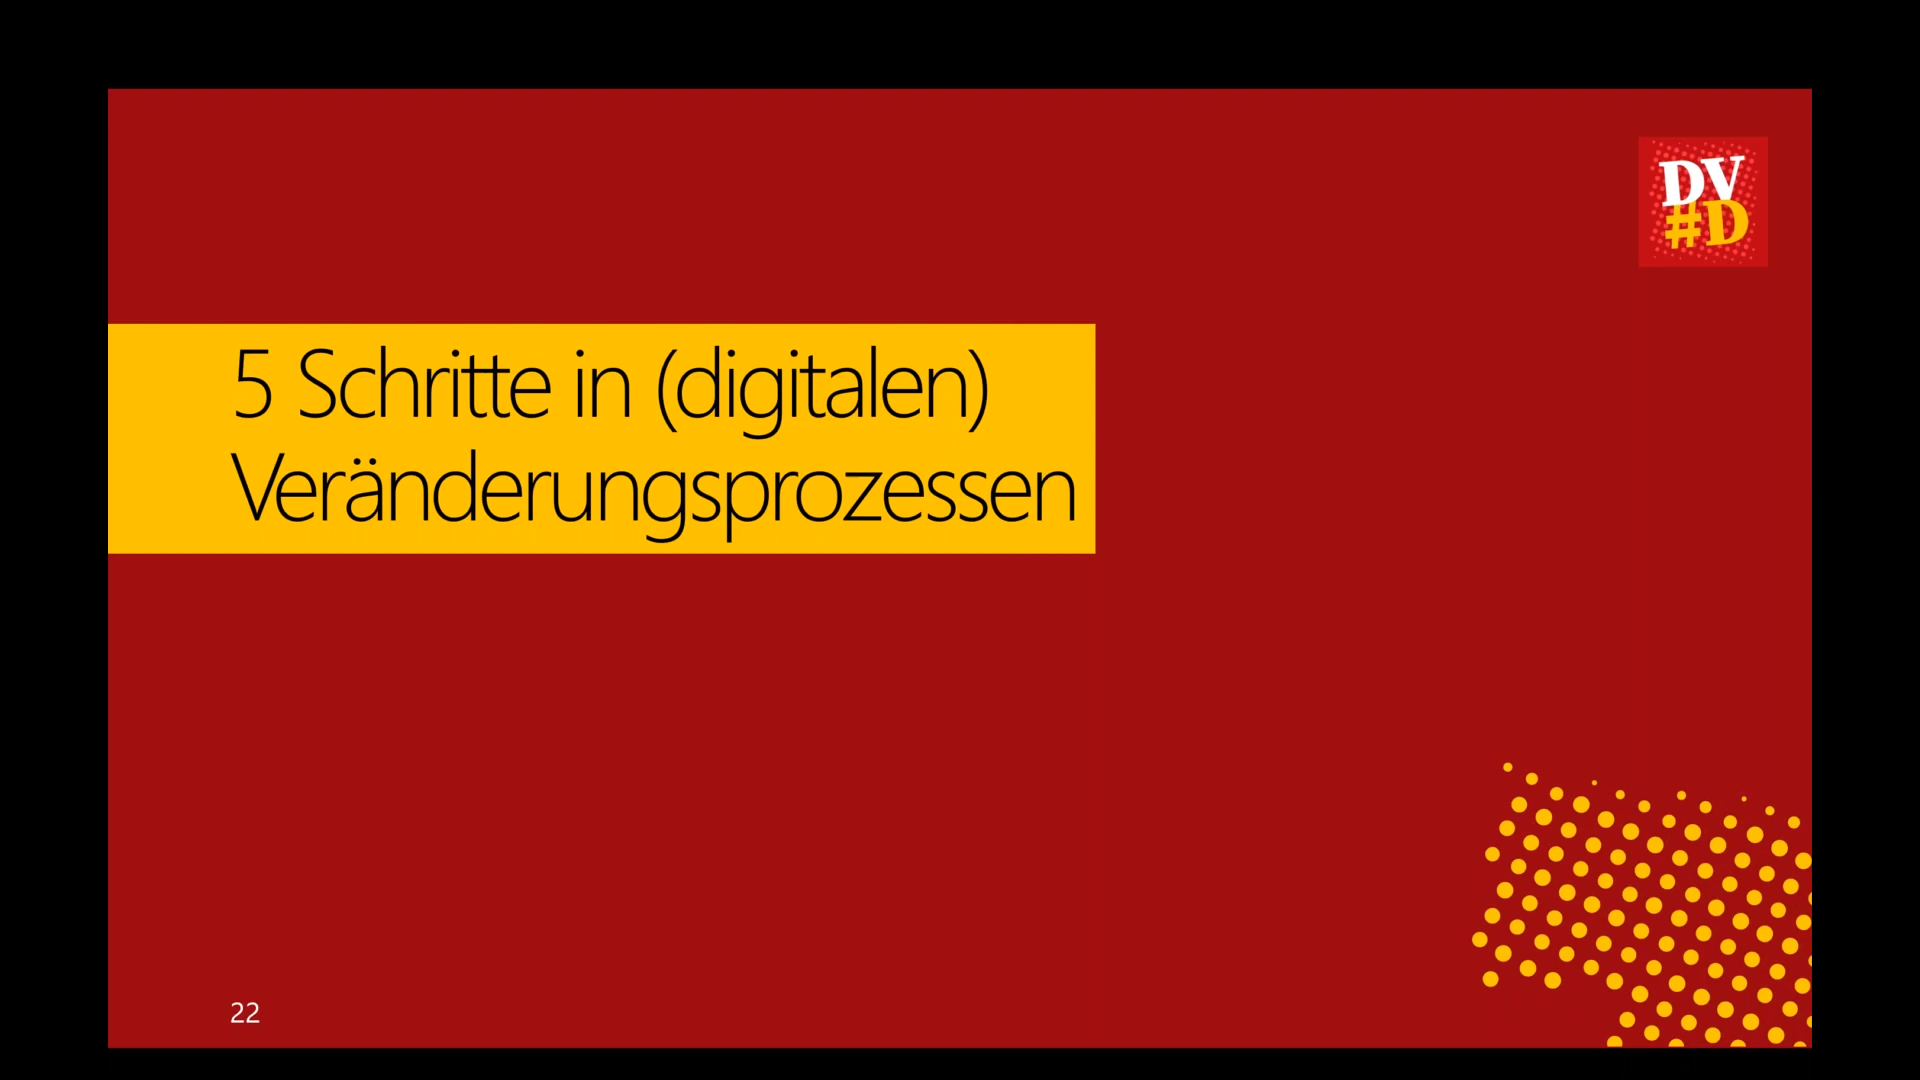 DV
#D
5 Schritte in (digitalen)
Veränderungsprozessen
22